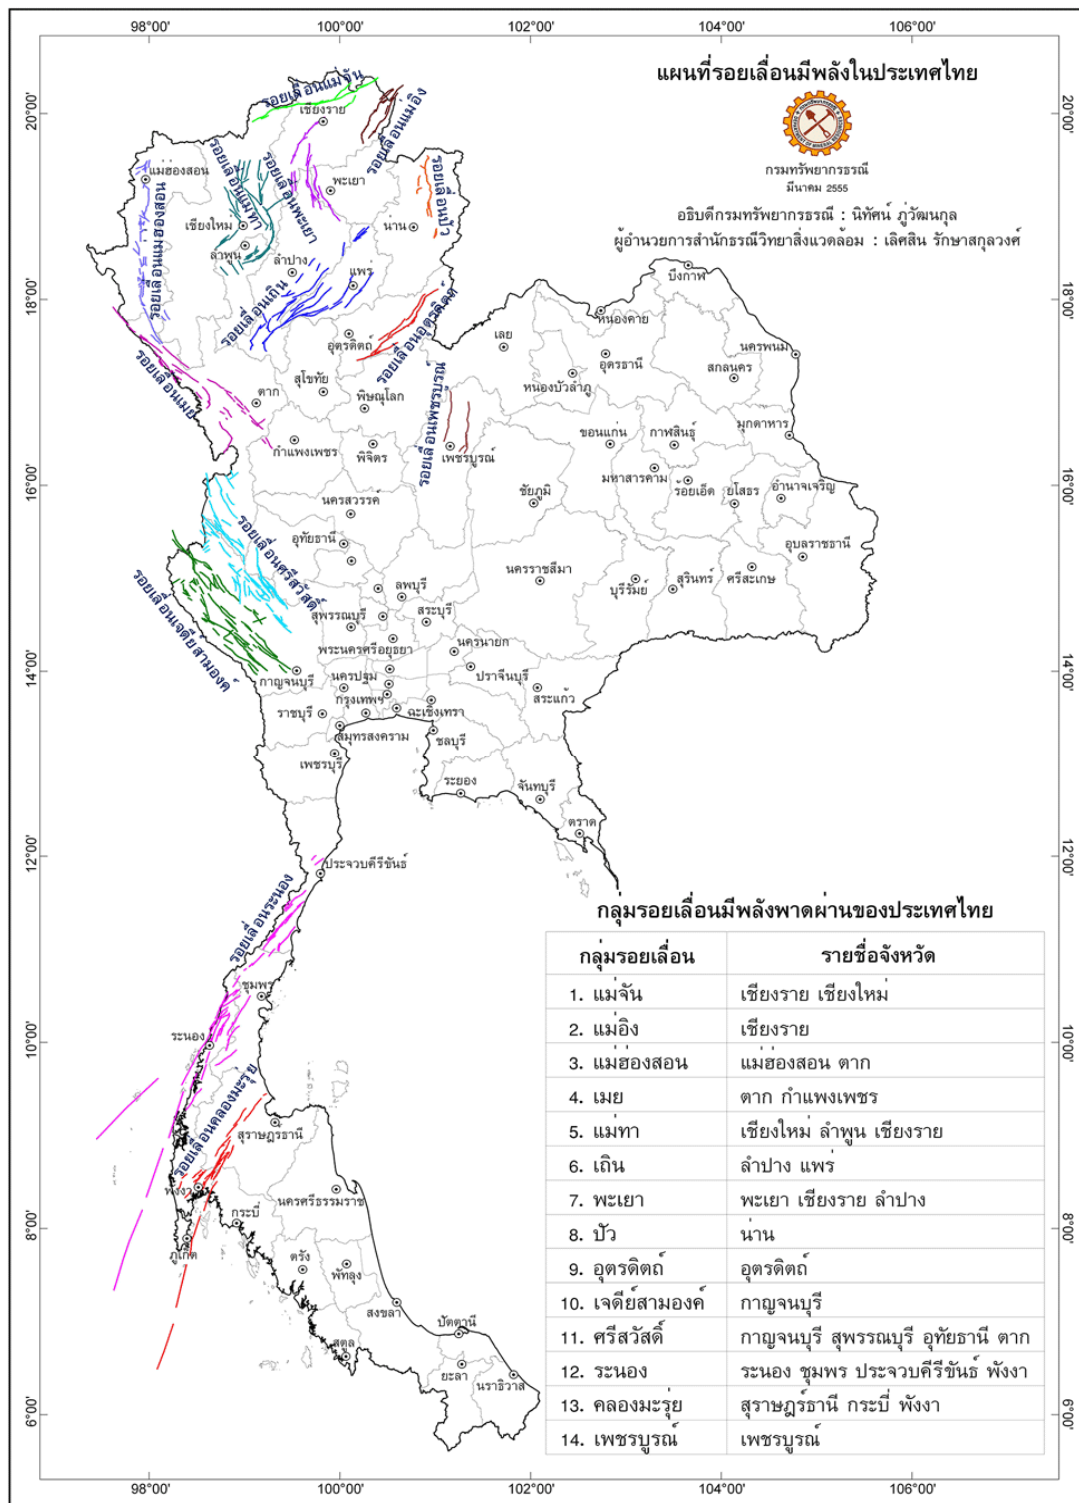 98°00'
100°00'
102°00'
104°00'
106°00'
แผนที่รอยเลื่อนมีพลังในประเทศไทย
กรมทรัพยากรธรณี
มีนาคม 2555
อธิบดีกรมทรัพยากรธรณี : นิทัศน์ ภู่วัฒนกุล
ผู้อำนวยการสำนักธรณีวิทยาสิ่งแวดล้อม : เลิศสิน รักษาสกุลวงศ์
20°00'
20°00'
18°00'
18°00'
16°00'
16°00'
14°00'
14°00'
12°00'
12°00'
10°00'
10°00'
8°00'
8°00'
6°00'
6°00'
รอยเลื่อนแม่จัน
เชียงราย
รอยเลื่อนแม่อิง
แม่ฮ่องสอน
รอยเลื่อนแม่ทา
รอยเลื่อนพะเยา
พะเยา
รอยเลื่อนปัว
รอยเลื่อนแม่ฮ่องสอน
เชียงใหม่
น่าน
ลำพูน
ลำปาง
แพร่
บึงกาฬ
รอยเลื่อนเถิน
รอยเลื่อนอุตรดิตถ์
อุตรดิตถ์
หนองคาย
เลย
อุดรธานี
นครพนม
สกลนคร
รอยเลื่อนเมย
ตาก
สุโขทัย
พิษณุโลก
รอยเลื่อนเพชรบูรณ์
หนองบัวลำภู
กำแพงเพชร
พิจิตร
เพชรบูรณ์
ขอนแก่น
กาฬสินธุ์
มุกดาหาร
มหาสารคาม
ร้อยเอ็ด
ยโสธร
อำนาจเจริญ
ชัยภูมิ
นครสวรรค์
รอยเลื่อนศรีสวัสดิ์
อุทัยธานี
อุบลราชธานี
นครราชสีมา
บุรีรัมย์
สุรินทร์
ศรีสะเกษ
ลพบุรี
รอยเลื่อนเจดีย์สามองค์
สุพรรณบุรี
สระบุรี
พระนครศรีอยุธยา
นครนายก
กาญจนบุรี
นครปฐม
ปราจีนบุรี
กรุงเทพฯ
สระแก้ว
ราชบุรี
ฉะเชิงเทรา
สมุทรสงคราม
ชลบุรี
เพชรบุรี
ระยอง
จันทบุรี
ตราด
ประจวบคีรีขันธ์
รอยเลื่อนระนอง
ชุมพร
ระนอง
รอยเลื่อนคลองมะรุ่ย
สุราษฎร์ธานี
พังงา
นครศรีธรรมราช
กระบี่
ภูเก็ต
ตรัง
พัทลุง
สงขลา
ปัตตานี
สตูล
ยะลา
นราธิวาส
กลุ่มรอยเลื่อนมีพลังพาดผ่านของประเทศไทย
กลุ่มรอยเลื่อน รายชื่อจังหวัด
1. แม่จัน เชียงราย เชียงใหม่
2. แม่อิง เชียงราย
3. แม่ฮ่องสอน แม่ฮ่องสอน ตาก
4. เมย ตาก กำแพงเพชร
5. แม่ทา เชียงใหม่ ลำพูน เชียงราย
6. เถิน ลำปาง แพร่
7. พะเยา พะเยา เชียงราย ลำปาง
8. ปัว น่าน
9. อุตรดิตถ์ อุตรดิตถ์
10. เจดีย์สามองค์ กาญจนบุรี
11. ศรีสวัสดิ์ กาญจนบุรี สุพรรณบุรี อุทัยธานี ตาก
12. ระนอง ระนอง ชุมพร ประจวบคีรีขันธ์ พังงา
13. คลองมะรุ่ย สุราษฎร์ธานี กระบี่ พังงา
14. เพชรบูรณ์ เพชรบูรณ์
98°00'
100°00'
102°00'
104°00'
106°00'